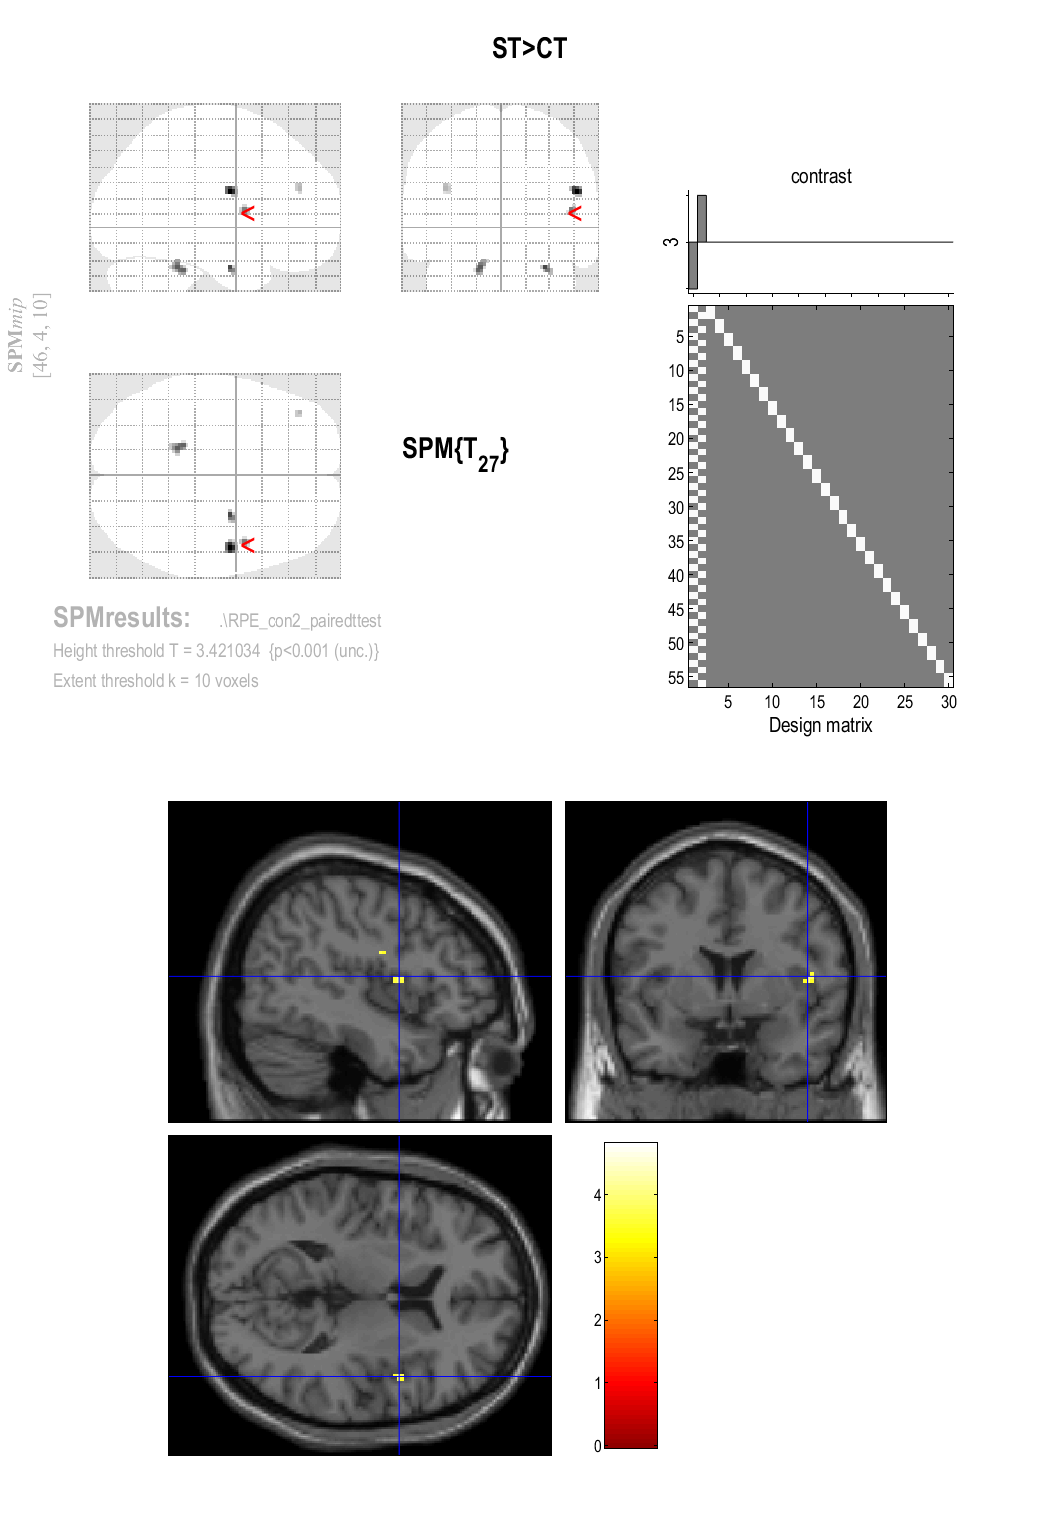 ST>CT
SPMmip
[46, 4, 10]
<
<
<
SPM{T27}
contrast
3
5
10
15
20
25
30
35
40
45
50
55
5 10 15 20 25 30
Design matrix
SPMresults: .\RPE_con2_pairedttest
Height threshold T = 3.421034 {p<0.001 (unc.)}
Extent threshold k = 10 voxels
4
3
2
1
0